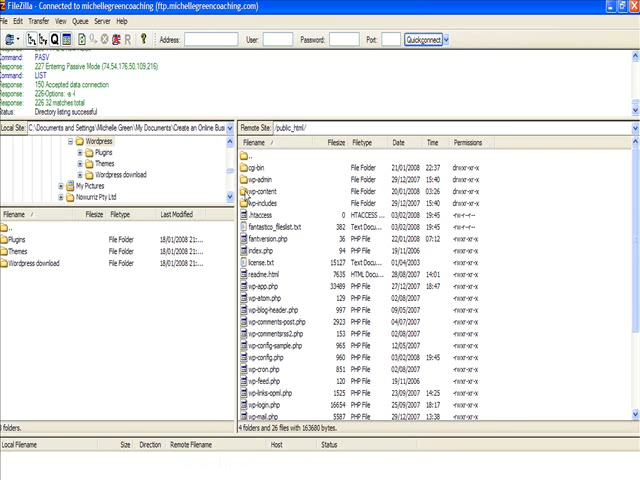 FileZilla - Connected to michellegreencoaching (ftp.michellegreencoaching.com)
File Edit Transfer View Queue Server Help
Address: User: Password: Port: Quickconnect
Command: PASV
Response: 227 Entering Passive Mode (74,54,176,50,109,216)
Command: LIST
Response: 150 Accepted data connection
Response: 226-Options: -a -l
Response: 226 32 matches total
Status: Directory listing successful
Local Site: C:\Documents and Settings\Michelle Green\My Documents\Create an Online Bus
Remote Site: /public_html/
Wordpress
Plugins
Themes
Wordpress download
My Pictures
Nowurriz Pty Ltd
Filename / Filesize Filetype Last Modified
..
Plugins File Folder 18/01/2008 21:...
Themes File Folder 18/01/2008 21:...
Wordpress download File Folder 18/01/2008 21:...
3 folders.
Filename / Filesize Filetype Date Time Permissions
..
cgi-bin File Folder 21/01/2008 22:37 drwxr-xr-x
wp-admin File Folder 29/12/2007 15:40 drwxr-xr-x
wp-content File Folder 20/01/2008 03:26 drwxr-xr-x
wp-includes File Folder 29/12/2007 15:40 drwxr-xr-x
.htaccess 0 HTACCESS ... 03/02/2008 19:45 -rw-r--r--
fantastico_fileslist.txt 382 Text Docu... 03/02/2008 19:45 -rw-r--r--
fantversion.php 36 PHP File 22/01/2008 07:12 -rwxr-xr-x
index.php 94 PHP File 19/11/2006 -rwxr-xr-x
license.txt 15127 Text Docu... 01/04/2003 -rwxr-xr-x
readme.html 7635 HTML Docu... 28/08/2007 14:01 -rwxr-xr-x
wp-app.php 33489 PHP File 27/12/2007 18:47 -rwxr-xr-x
wp-atom.php 129 PHP File 02/08/2007 -rwxr-xr-x
wp-blog-header.php 997 PHP File 09/05/2007 -rwxr-xr-x
wp-comments-post.php 2923 PHP File 04/07/2007 -rwxr-xr-x
wp-commentsrss2.php 153 PHP File 02/08/2007 -rwxr-xr-x
wp-config-sample.php 965 PHP File 12/05/2007 -rwxr-xr-x
wp-config.php 960 PHP File 03/02/2008 19:45 -rwxr-xr-x
wp-cron.php 851 PHP File 02/08/2007 -rwxr-xr-x
wp-feed.php 120 PHP File 19/11/2006 -rwxr-xr-x
wp-links-opml.php 1525 PHP File 23/09/2007 14:25 -rwxr-xr-x
wp-login.php 16654 PHP File 25/09/2007 18:17 -rwxr-xr-x
wp-mail.php 5587 PHP File 29/12/2007 13:38 -rwxr-xr-x
4 folders and 26 files with 163680 bytes.
Local Filename Size Direction Remote Filename Host Status